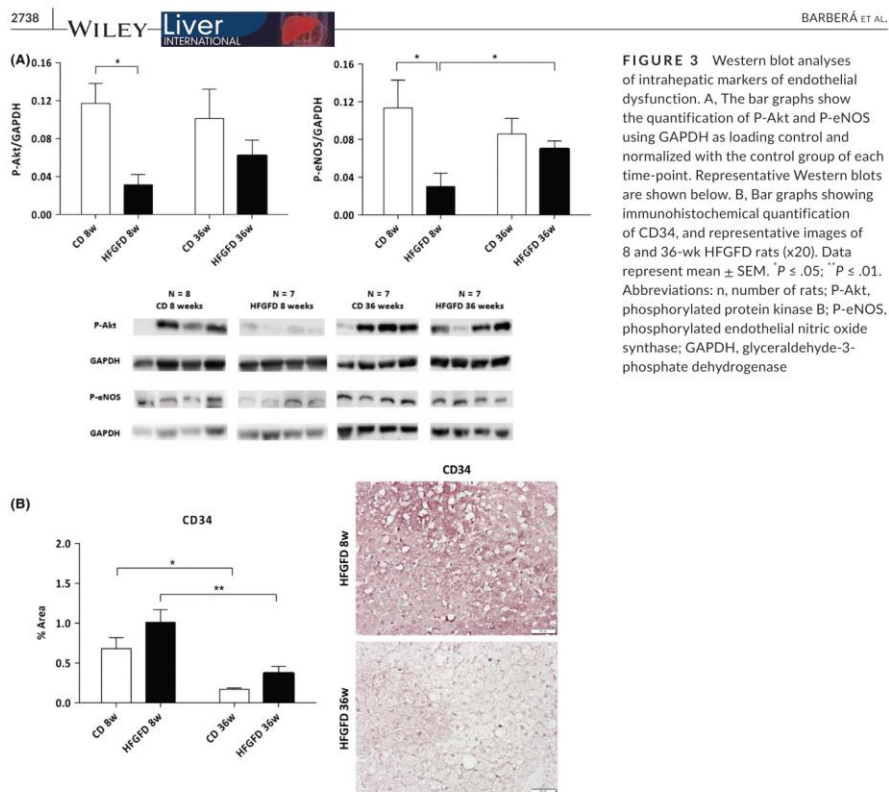 2738
WILEY
Liver
INTERNATIONAL
BARBERÁ ET AL.
(A)
0.16
0.12
0.08
0.04
0.00
P-Akt/GAPDH
*
CD 8w
HFGFD 8w
CD 36w
HFGFD 36w
0.16
0.12
0.08
0.04
0.00
P-eNOS/GAPDH
*
*
CD 8w
HFGFD 8w
CD 36w
HFGFD 36w
N = 8
CD 8 weeks
N = 7
HFGFD 8 weeks
N = 7
CD 36 weeks
N = 7
HFGFD 36 weeks
P-Akt
GAPDH
P-eNOS
GAPDH
FIGURE 3 Western blot analyses
of intrahepatic markers of endothelial
dysfunction. A, The bar graphs show
the quantification of P-Akt and P-eNOS
using GAPDH as loading control and
normalized with the control group of each
time-point. Representative Western blots
are shown below. B, Bar graphs showing
immunohistochemical quantification
of CD34, and representative images of
8 and 36-wk HFGFD rats (x20). Data
represent mean ± SEM. *P ≤ .05; **P ≤ .01.
Abbreviations: n, number of rats; P-Akt,
phosphorylated protein kinase B; P-eNOS,
phosphorylated endothelial nitric oxide
synthase; GAPDH, glyceraldehyde-3-
phosphate dehydrogenase
(B)
CD34
2.0
1.5
1.0
0.5
0.0
% Area
*
**
CD 8w
HFGFD 8w
CD 36w
HFGFD 36w
CD34
HFGFD 8w
HFGFD 36w